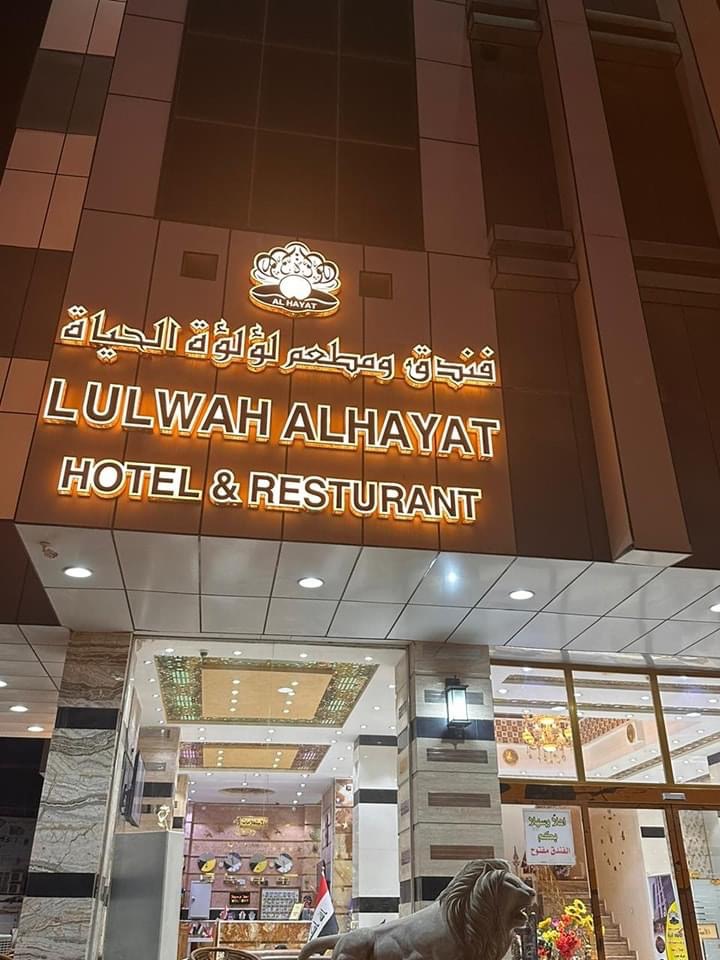 AL HAYAT
فندق ومطعم لؤلؤة الحياة
LULWAH ALHAYAT
HOTEL & RESTURANT
اهلا وسهلا
بكم
الفندق مفتوح